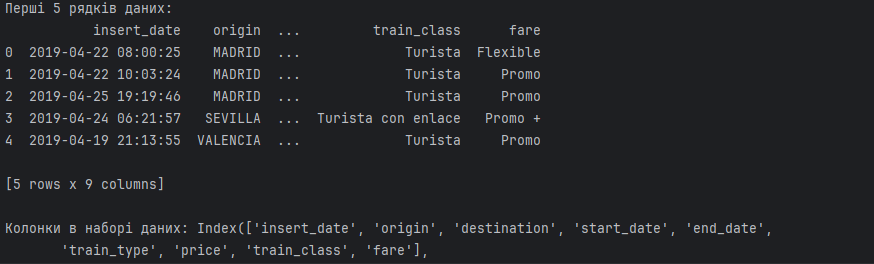 Перші 5 рядків даних:
insert_date origin ... train_class fare
0 2019-04-22 08:00:25 MADRID ... Turista Flexible
1 2019-04-22 10:03:24 MADRID ... Turista Promo
2 2019-04-25 19:19:46 MADRID ... Turista Promo
3 2019-04-24 06:21:57 SEVILLA ... Turista con enlace Promo +
4 2019-04-19 21:13:55 VALENCIA ... Turista Promo
[5 rows x 9 columns]
Колонки в наборі даних: Index(['insert_date', 'origin', 'destination', 'start_date', 'end_date',
'train_type', 'price', 'train_class', 'fare'],